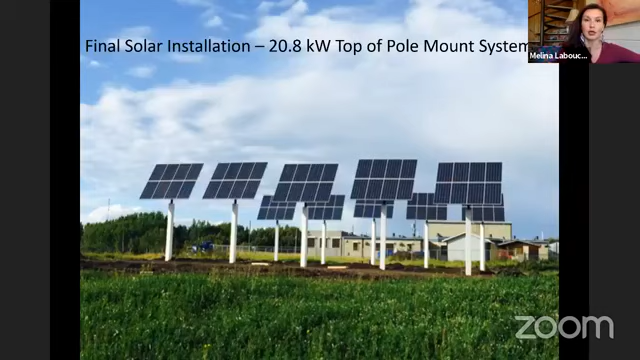 Final Solar Installation – 20.8 kW Top of Pole Mount System
Melina Labouc...
zoom